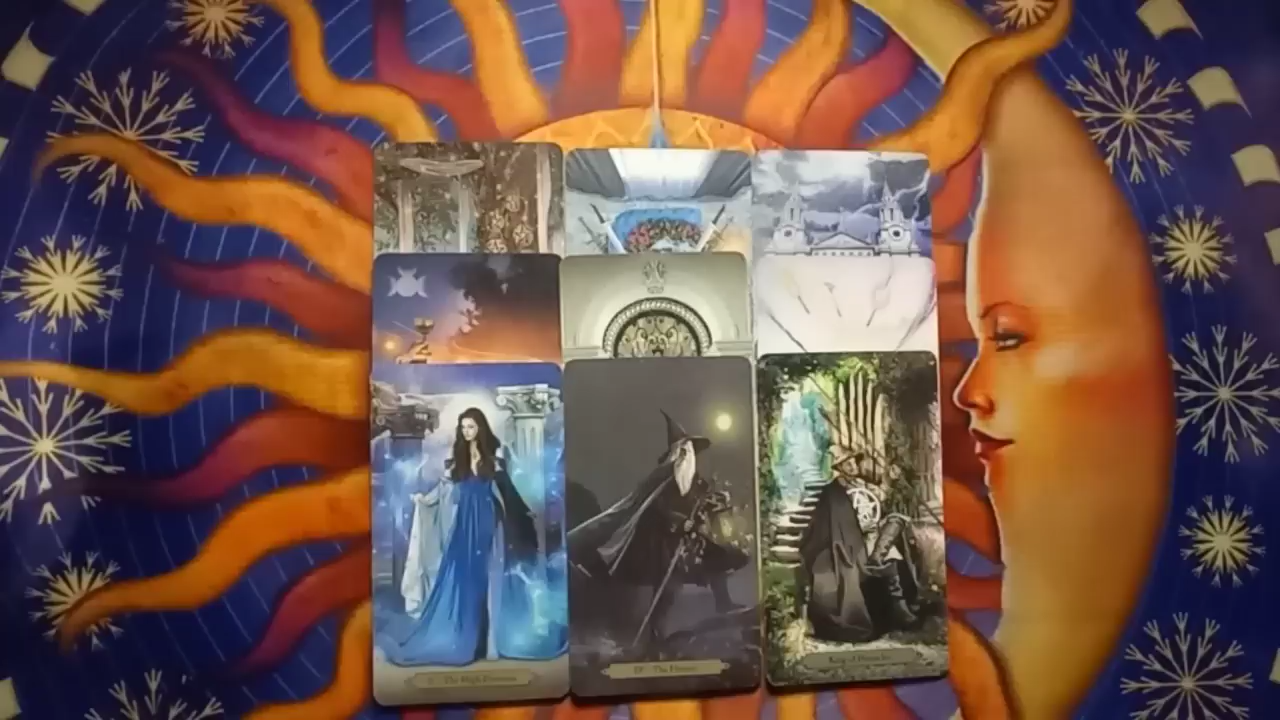 II - The High Priestess
IX - The Hermit
King of Pentacles